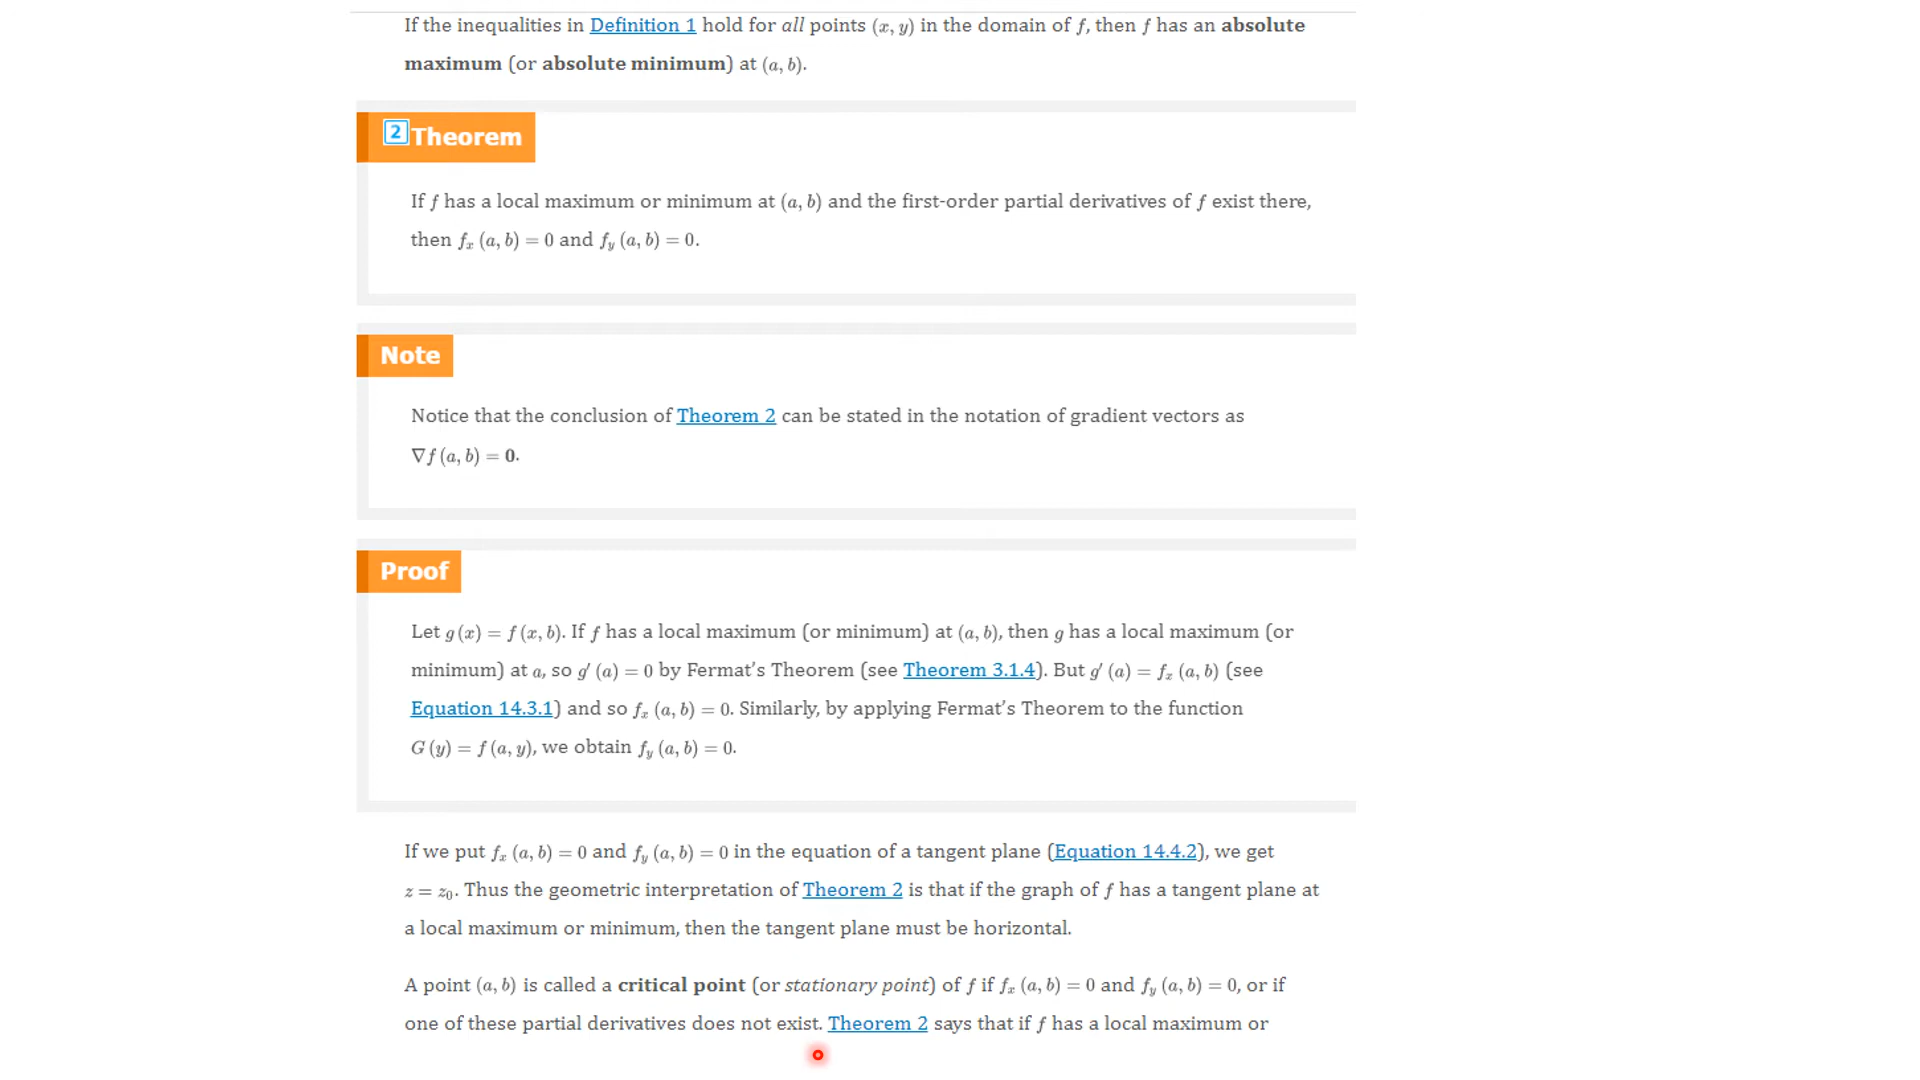 If the inequalities in Definition 1 hold for all points (x, y) in the domain of f, then f has an absolute
maximum (or absolute minimum) at (a, b).
2 Theorem
If f has a local maximum or minimum at (a, b) and the first-order partial derivatives of f exist there,
then fₓ (a, b) = 0 and f_y (a, b) = 0.
Note
Notice that the conclusion of Theorem 2 can be stated in the notation of gradient vectors as
∇f (a, b) = 0.
Proof
Let g (x) = f (x, b). If f has a local maximum (or minimum) at (a, b), then g has a local maximum (or
minimum) at a, so g′ (a) = 0 by Fermat's Theorem (see Theorem 3.1.4). But g′ (a) = fₓ (a, b) (see
Equation 14.3.1) and so fₓ (a, b) = 0. Similarly, by applying Fermat's Theorem to the function
G (y) = f (a, y), we obtain f_y (a, b) = 0.
If we put fₓ (a, b) = 0 and f_y (a, b) = 0 in the equation of a tangent plane (Equation 14.4.2), we get
z = z₀. Thus the geometric interpretation of Theorem 2 is that if the graph of f has a tangent plane at
a local maximum or minimum, then the tangent plane must be horizontal.
A point (a, b) is called a critical point (or stationary point) of f if fₓ (a, b) = 0 and f_y (a, b) = 0, or if
one of these partial derivatives does not exist. Theorem 2 says that if f has a local maximum or